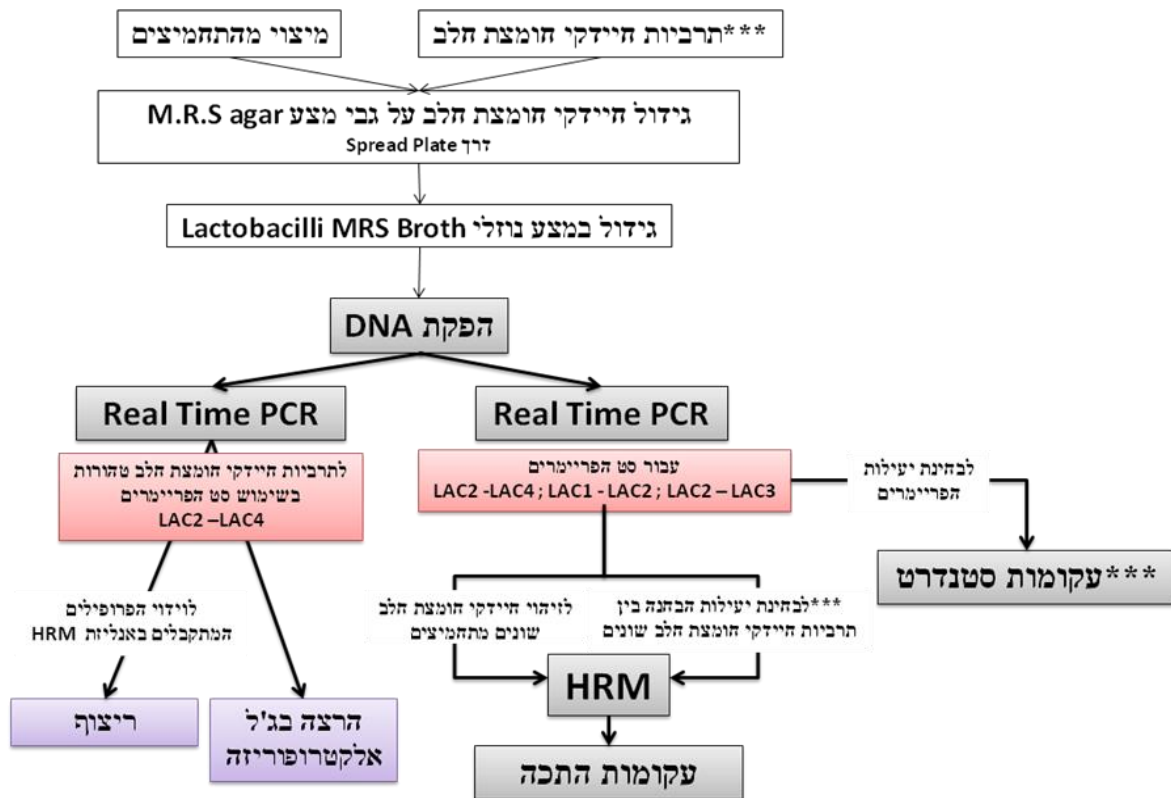 ***תרביות חיידקי חומצת חלב
מיצוי מהתחמיצים
גידול חיידקי חומצת חלב על גבי מצע M.R.S agar
דרך Spread Plate
גידול במצע נוזלי Lactobacilli MRS Broth
הפקת DNA
Real Time PCR
Real Time PCR
עבור סט הפריימרים
LAC2 -LAC4 ; LAC1 - LAC2 ; LAC2 – LAC3
לבחינת יעילות
הפריימרים
***עקומות סטנדרט
לתרביות חיידקי חומצת חלב טהורות
בשימוש סט הפריימרים
LAC2 –LAC4
***לבחינת יעילות הבחנה בין
תרביות חיידקי חומצת חלב שונים
לזיהוי חיידקי חומצת חלב
שונים מתחמיצים
לוידוי הפרופילים
המתקבלים באנליזת HRM
HRM
עקומות התכה
הרצה בג'ל
אלקטרופוריזה
ריצוף